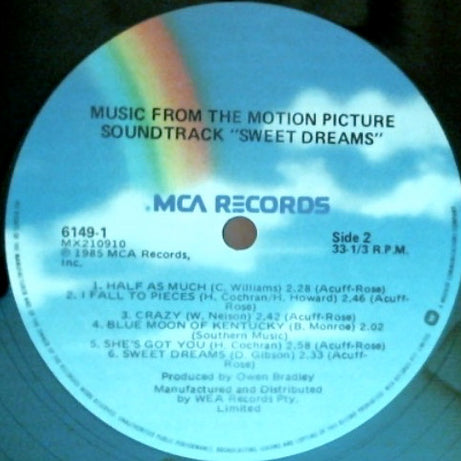 MUSIC FROM THE MOTION PICTURE
SOUNDTRACK "SWEET DREAMS"
MCA RECORDS
6149-1
MX210910
℗ 1985 MCA Records,
Inc.
Side 2
33-1/3 R.P.M.
1. HALF AS MUCH (C. Williams) 2.28 (Acuff-Rose)
2. I FALL TO PIECES (H. Cochran/H. Howard) 2.46 (Acuff-
Rose)
3. CRAZY (W. Nelson) 2.42 (Acuff-Rose)
4. BLUE MOON OF KENTUCKY (B. Monroe) 2.02
(Southern Music)
5. SHE'S GOT YOU (H. Cochran) 2.58 (Acuff-Rose)
6. SWEET DREAMS (D. Gibson) 2.33 (Acuff-
Rose)
Produced by Owen Bradley
Manufactured and Distributed
by WEA Records Pty.
Limited